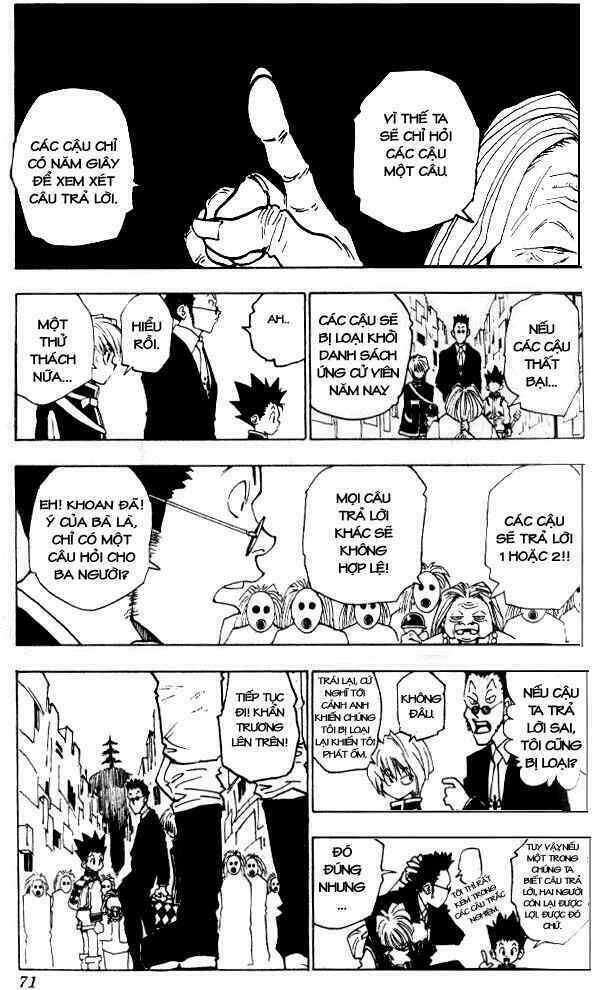 VÌ THẾ TA
SẼ CHỈ HỎI
CÁC CẬU
MỘT CÂU.
CÁC CẬU CHỈ
CÓ NĂM GIÂY
ĐỂ XEM XÉT
CÂU TRẢ LỜI.
NẾU
CÁC CẬU
THẤT
BẠI...
CÁC CẬU SẼ
BỊ LOẠI KHỎI
DANH SÁCH
ỨNG CỬ VIÊN
NĂM NAY
AH..
HIỂU
RỒI.
MỘT
THỬ
THÁCH
NỮA...
CÁC CẬU
SẼ TRẢ LỜI
1 HOẶC 2!!
MỌI CÂU
TRẢ LỜI
KHÁC SẼ
KHÔNG
HỢP LỆ!
EH! KHOAN ĐÃ!
Ý CỦA BÀ LÀ,
CHỈ CÓ MỘT
CÂU HỎI CHO
BA NGƯỜI?
NẾU CẬU
TA TRẢ
LỜI SAI,
TÔI CŨNG
BỊ LOẠI?
KHÔNG
ĐÂU.
TRÁI LẠI, CỨ
NGHĨ TỚI
CẢNH ANH
KHIẾN CHÚNG
TÔI BỊ LOẠI
LẠI KHIẾN TÔI
PHÁT ỐM.
TUY VẬY, NẾU
MỘT TRONG
CHÚNG TA
BIẾT CÂU TRẢ
LỜI, HAI NGƯỜI
CÒN LẠI ĐƯỢC
LỢI. ĐƯỢC ĐÓ
CHỨ.
TÔI THÌ RẤT
KÉM TRONG
CÁC CÂU TRẮC
NGHIỆM.
ĐÓ
ĐÚNG
NHƯNG
...
TIẾP TỤC
ĐI! KHẨN
TRƯƠNG
LÊN TRÊN!
71